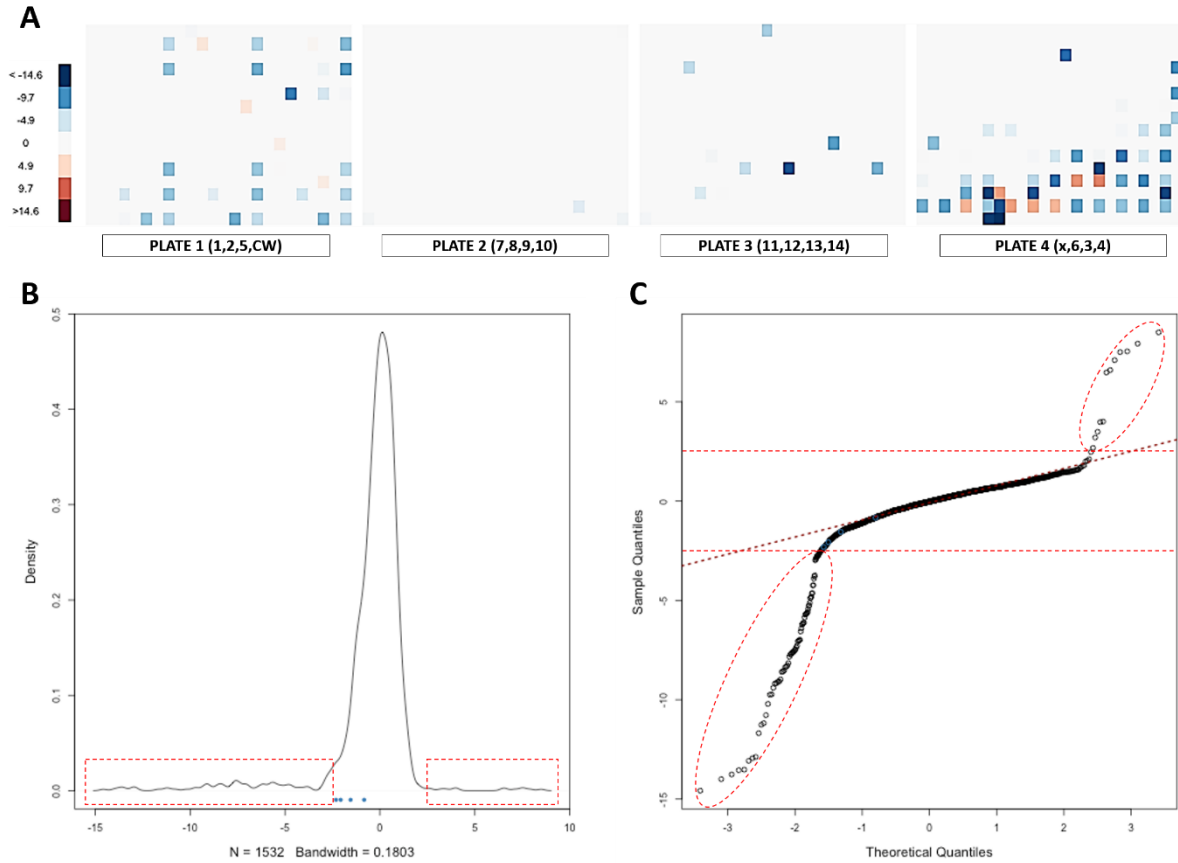 A
< -14.6
-9.7
-4.9
0
4.9
9.7
>14.6
PLATE 1 (1,2,5,CW)
PLATE 2 (7,8,9,10)
PLATE 3 (11,12,13,14)
PLATE 4 (x,6,3,4)
B
Density
0.5
0.4
0.3
0.2
0.1
0.0
-15 -10 -5 0 5 10
N = 1532 Bandwidth = 0.1803
C
Sample Quantiles
5
0
-5
-10
-15
-3 -2 -1 0 1 2 3
Theoretical Quantiles